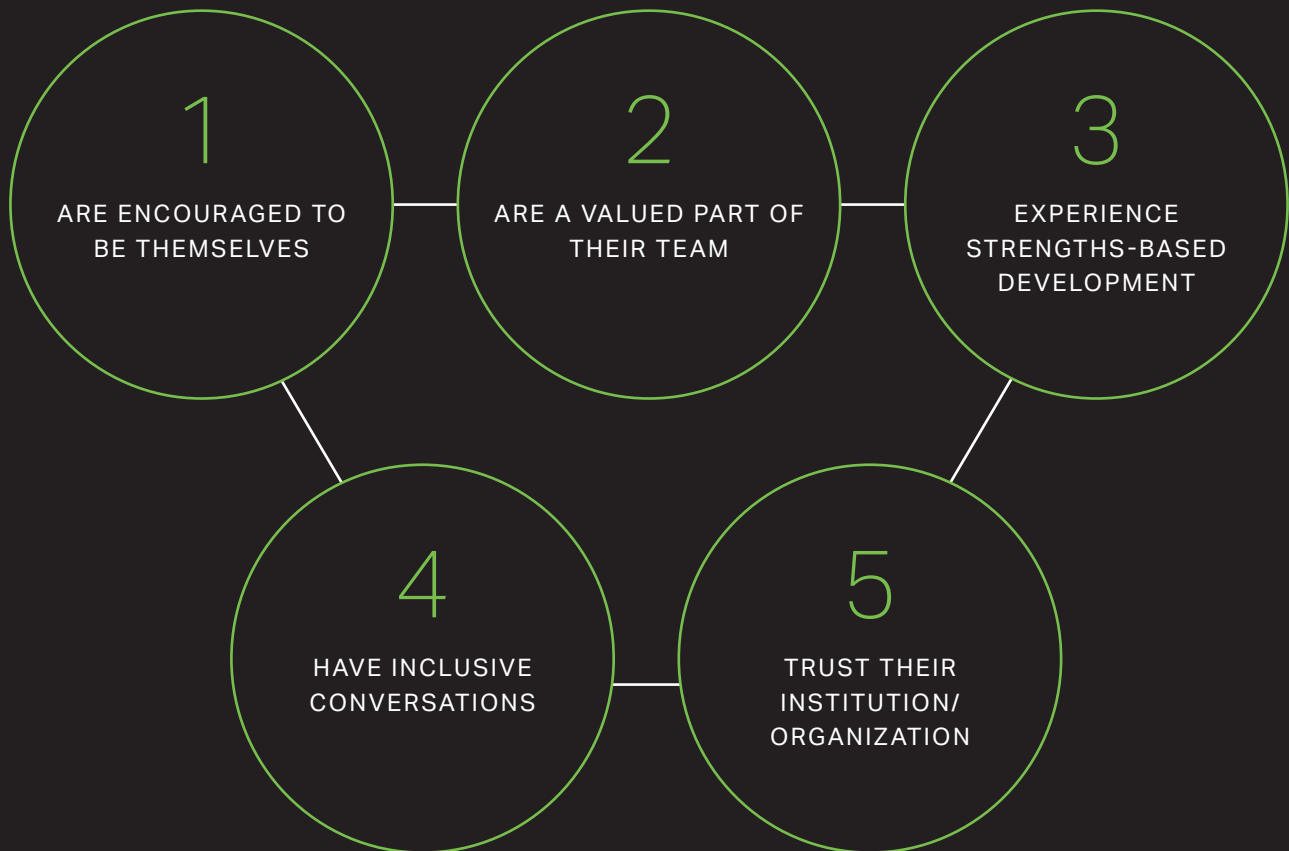 1
ARE ENCOURAGED TO
BE THEMSELVES
2
ARE A VALUED PART OF
THEIR TEAM
3
EXPERIENCE
STRENGTHS-BASED
DEVELOPMENT
4
HAVE INCLUSIVE
CONVERSATIONS
5
TRUST THEIR
INSTITUTION/
ORGANIZATION